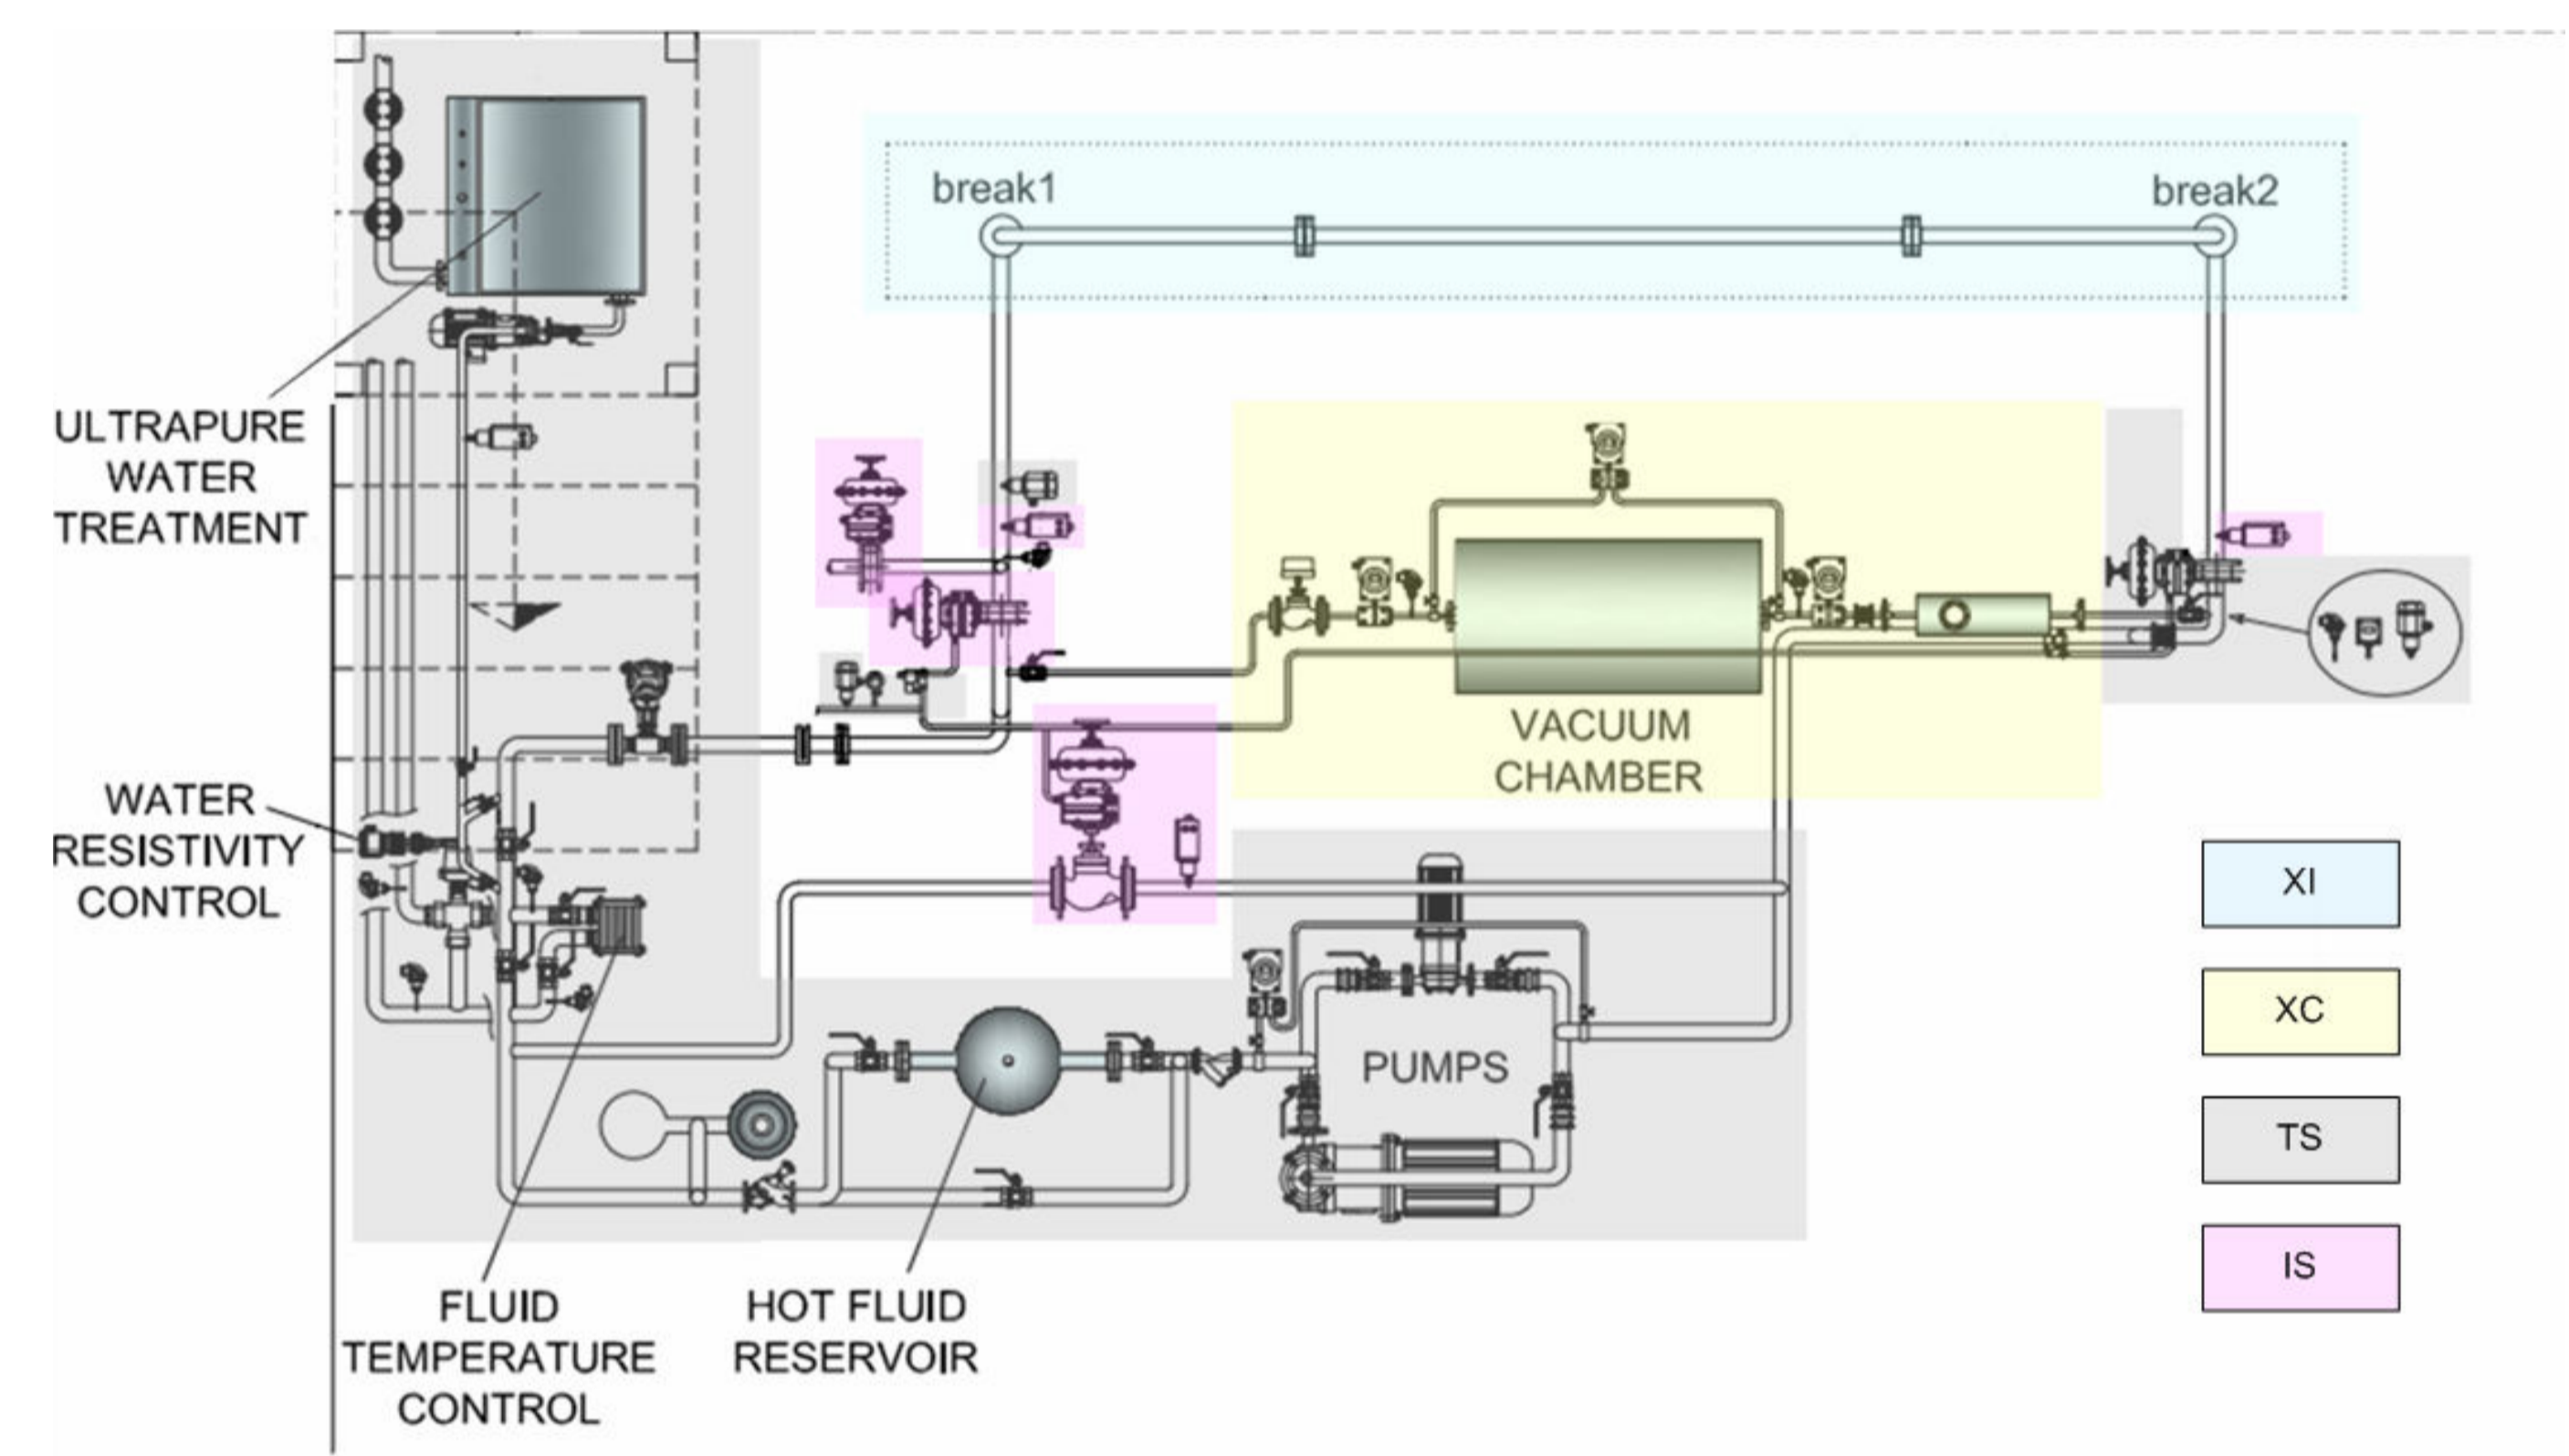 break1
break2
ULTRAPURE
WATER
TREATMENT
VACUUM
CHAMBER
WATER
RESISTIVITY
CONTROL
PUMPS
FLUID
TEMPERATURE
CONTROL
HOT FLUID
RESERVOIR
XI
XC
TS
IS